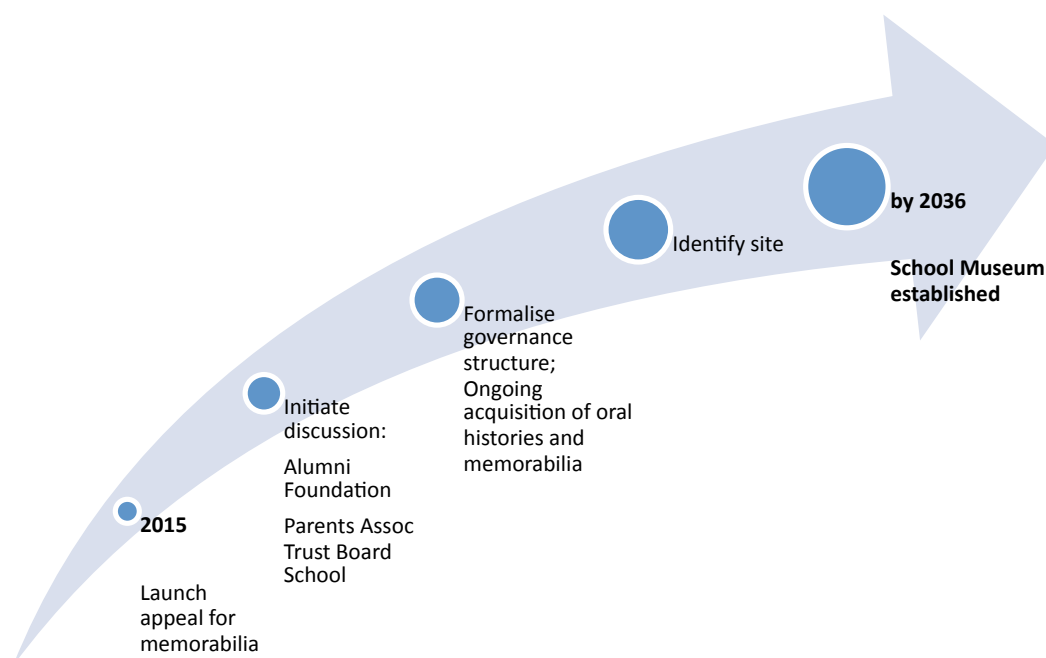 2015
Launch
appeal for
memorabilia
Initiate
discussion:
Alumni
Foundation
Parents Assoc
Trust Board
School
Formalise
governance
structure;
Ongoing
acquisition of oral
histories and
memorabilia
Identify site
by 2036
School Museum
established